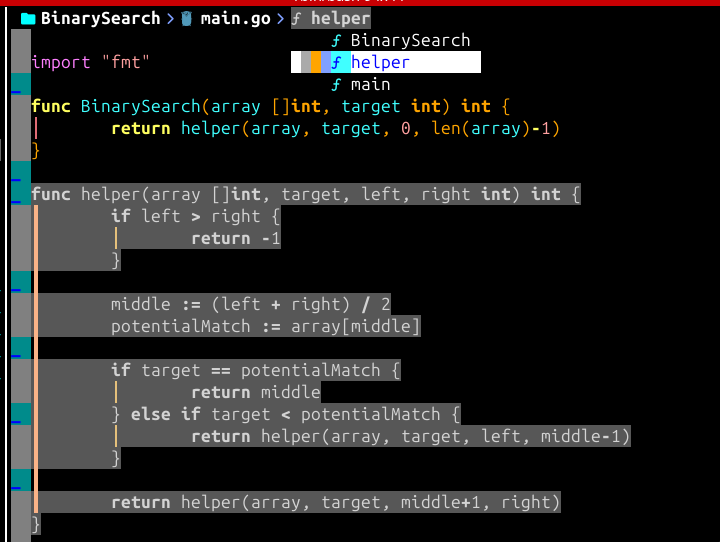 BinarySearch > main.go > ƒ helper
ƒ BinarySearch
import "fmt"
ƒ helper
ƒ main
func BinarySearch(array []int, target int) int {
return helper(array, target, 0, len(array)-1)
}
func helper(array []int, target, left, right int) int {
if left > right {
return -1
}
middle := (left + right) / 2
potentialMatch := array[middle]
if target == potentialMatch {
return middle
} else if target < potentialMatch {
return helper(array, target, left, middle-1)
}
return helper(array, target, middle+1, right)
}